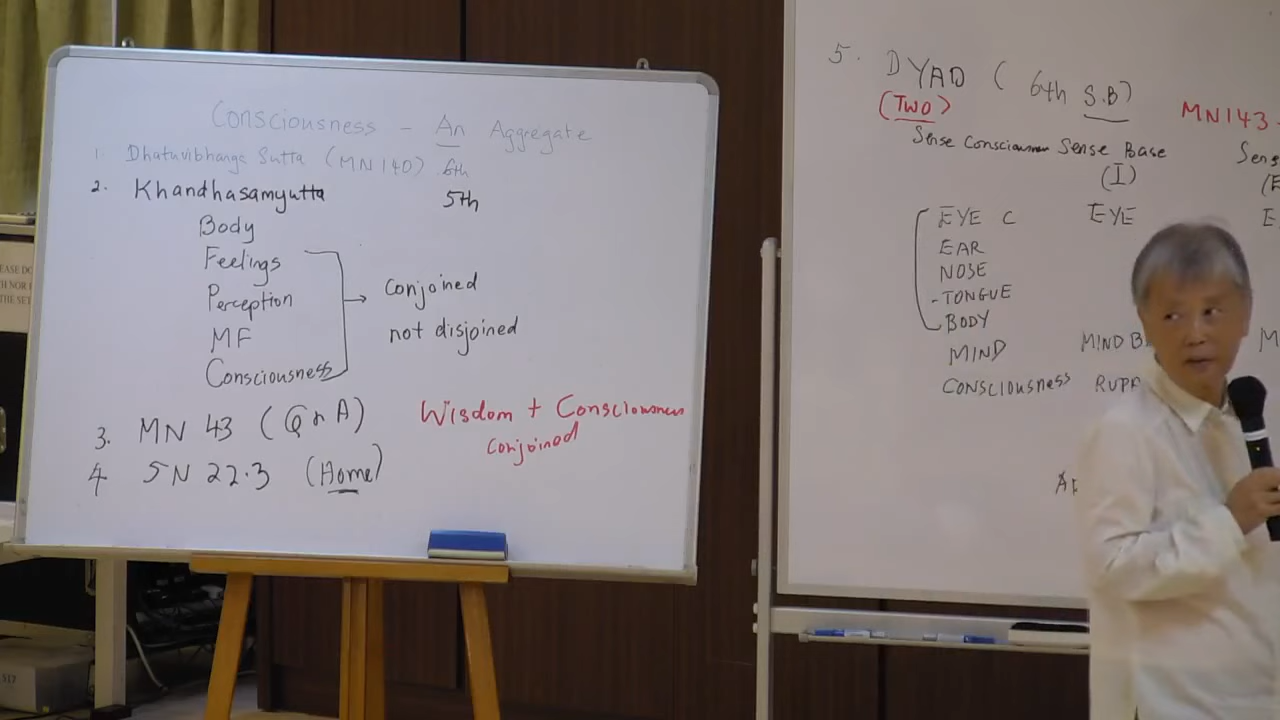 Consciousness - An Aggregate
1. Dhatuvibhanga Sutta (MN 140) 6th
2. Khandhasamyutta 5th
Body
Feelings
Perception
MF
Consciousness
conjoined
not disjoined
3. MN 43 (Q n A)
Wisdom + Consciousness
conjoined
4 SN 22.3 (Home)
5. DYAD ( 6th S.B)
(TWO)
MN143
Sense Consciousness Sense Base
(I)
EYE C EYE
EAR
NOSE
- TONGUE
BODY
MIND MIND B
CONSCIOUSNESS